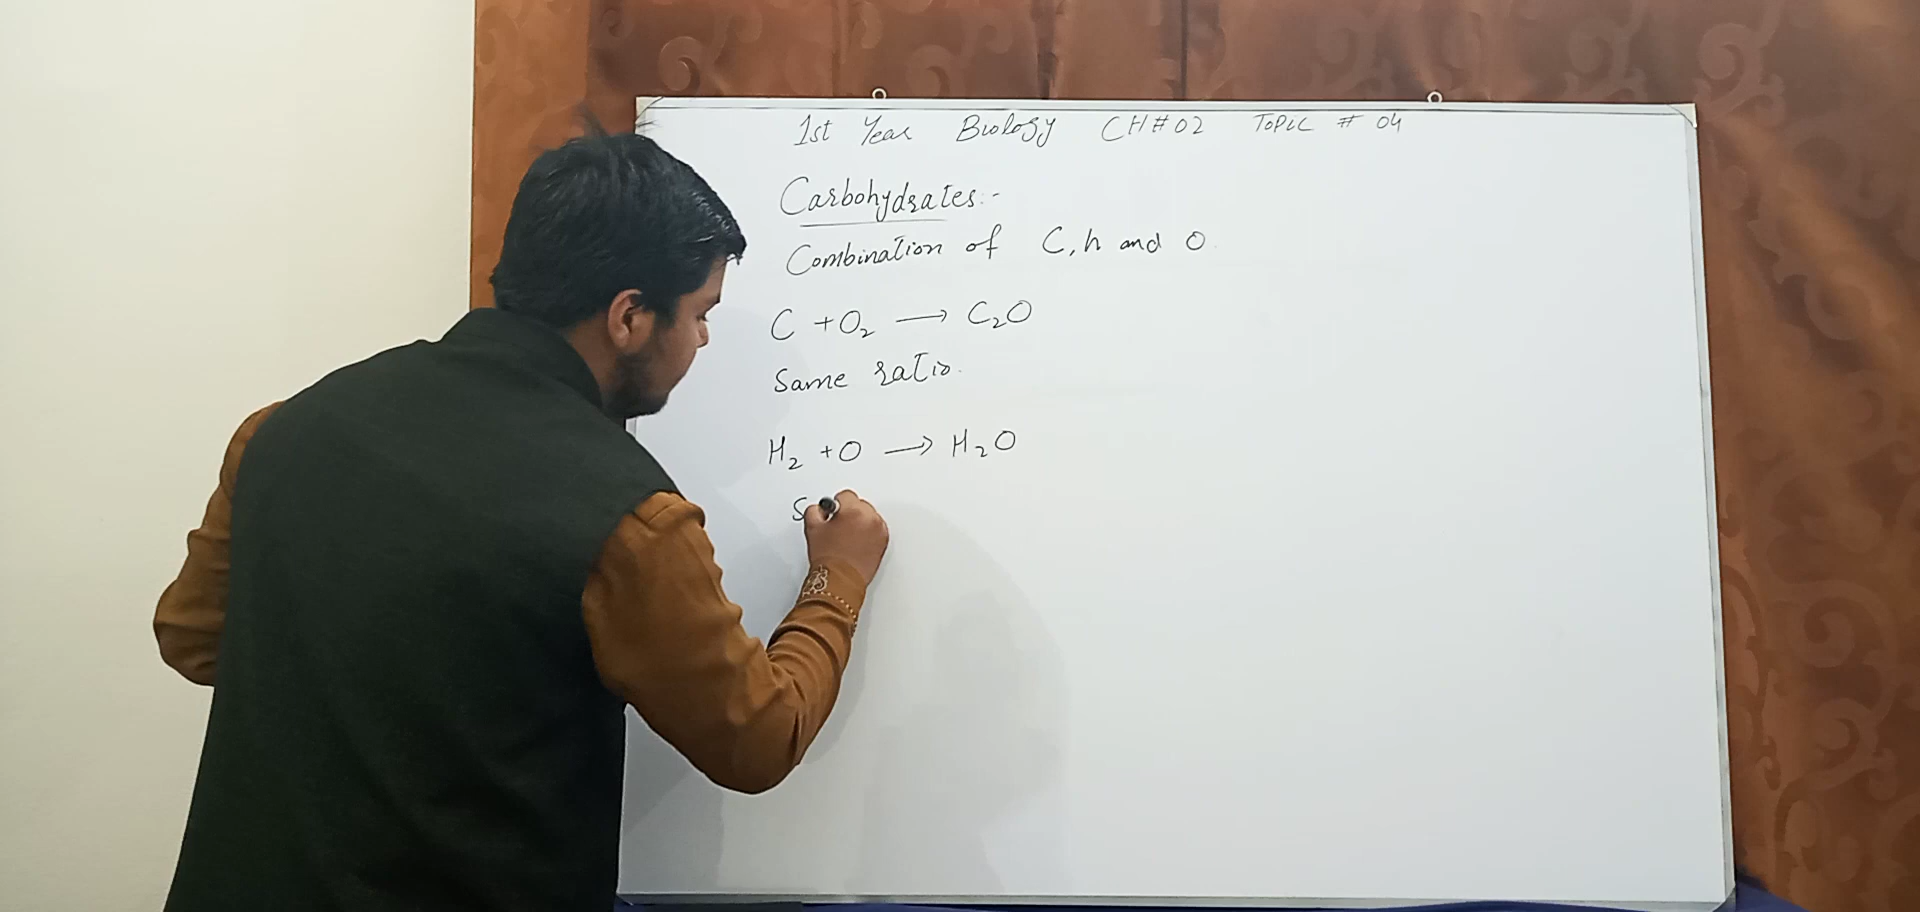 1st Year Biology CH#02 Topic # 04
Carbohydrates:-
Combination of C, h and O.
C + O₂ → C₂O
Same ratio.
H₂ + O → H₂O
S